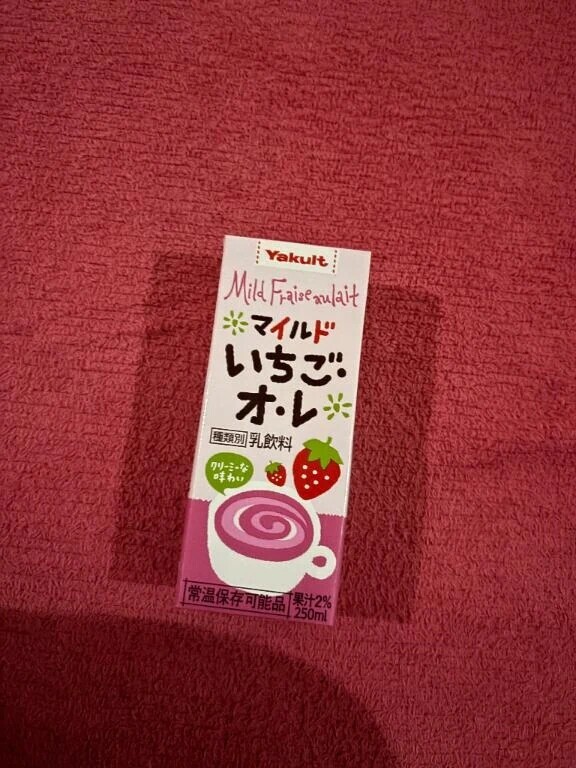 Yakult
Mild Fraise au lait
マイルド
いちご・
オ・レ
種類別 乳飲料
クリーミーな
味わい
常温保存可能品
果汁2%
250ml